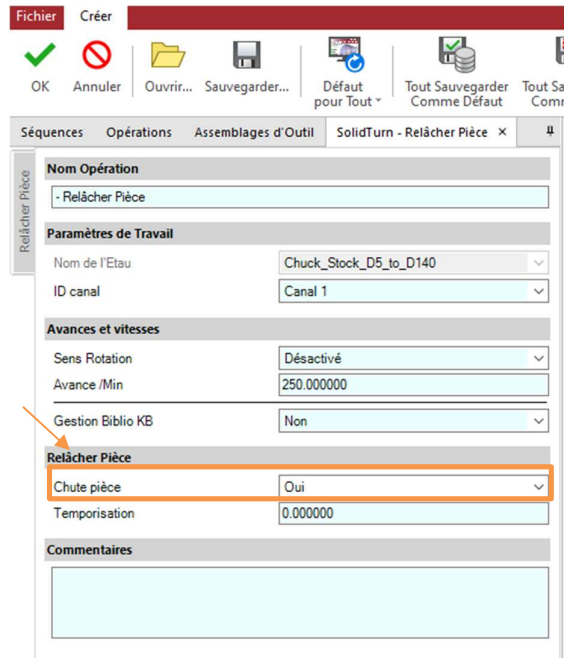 Fichier Créer
OK Annuler Ouvrir... Sauvegarder... Défaut pour Tout Tout Sauvegarder Comme Défaut Tout
Séquences Opérations Assemblages d'Outil SolidTurn - Relâcher Pièce ×
Relâcher Pièce
Nom Opération
- Relâcher Pièce
Paramètres de Travail
Nom de l'Etau Chuck_Stock_D5_to_D140
ID canal Canal 1
Avances et vitesses
Sens Rotation Désactivé
Avance /Min 250.000000
Gestion Biblio KB Non
Relâcher Pièce
Chute pièce Oui
Temporisation 0.000000
Commentaires